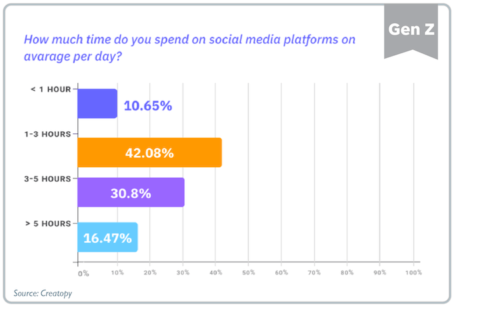 Gen Z
How much time do you spend on social media platforms on
avarage per day?
< 1 HOUR
10.65%
1-3 HOURS
42.08%
3-5 HOURS
30.8%
> 5 HOURS
16.47%
0% 10% 20% 30% 40% 50% 60% 70% 80% 90% 100%
Source: Creatopy